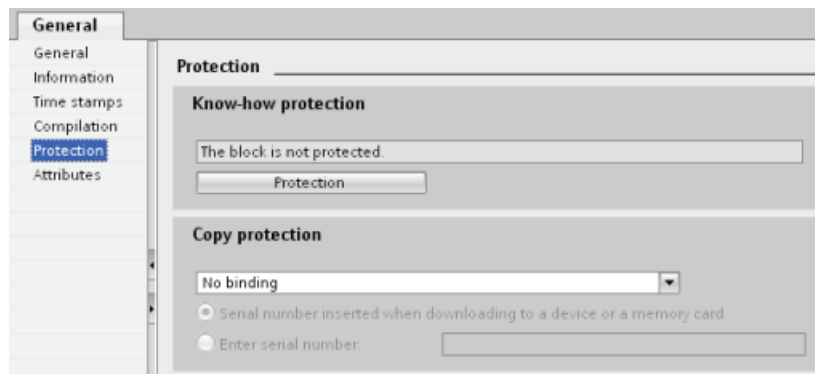 General
General
Information
Time stamps
Compilation
Protection
Attributes
Protection
Know-how protection
The block is not protected.
Protection
Copy protection
No binding
Serial number inserted when downloading to a device or a memory card.
Enter serial number: